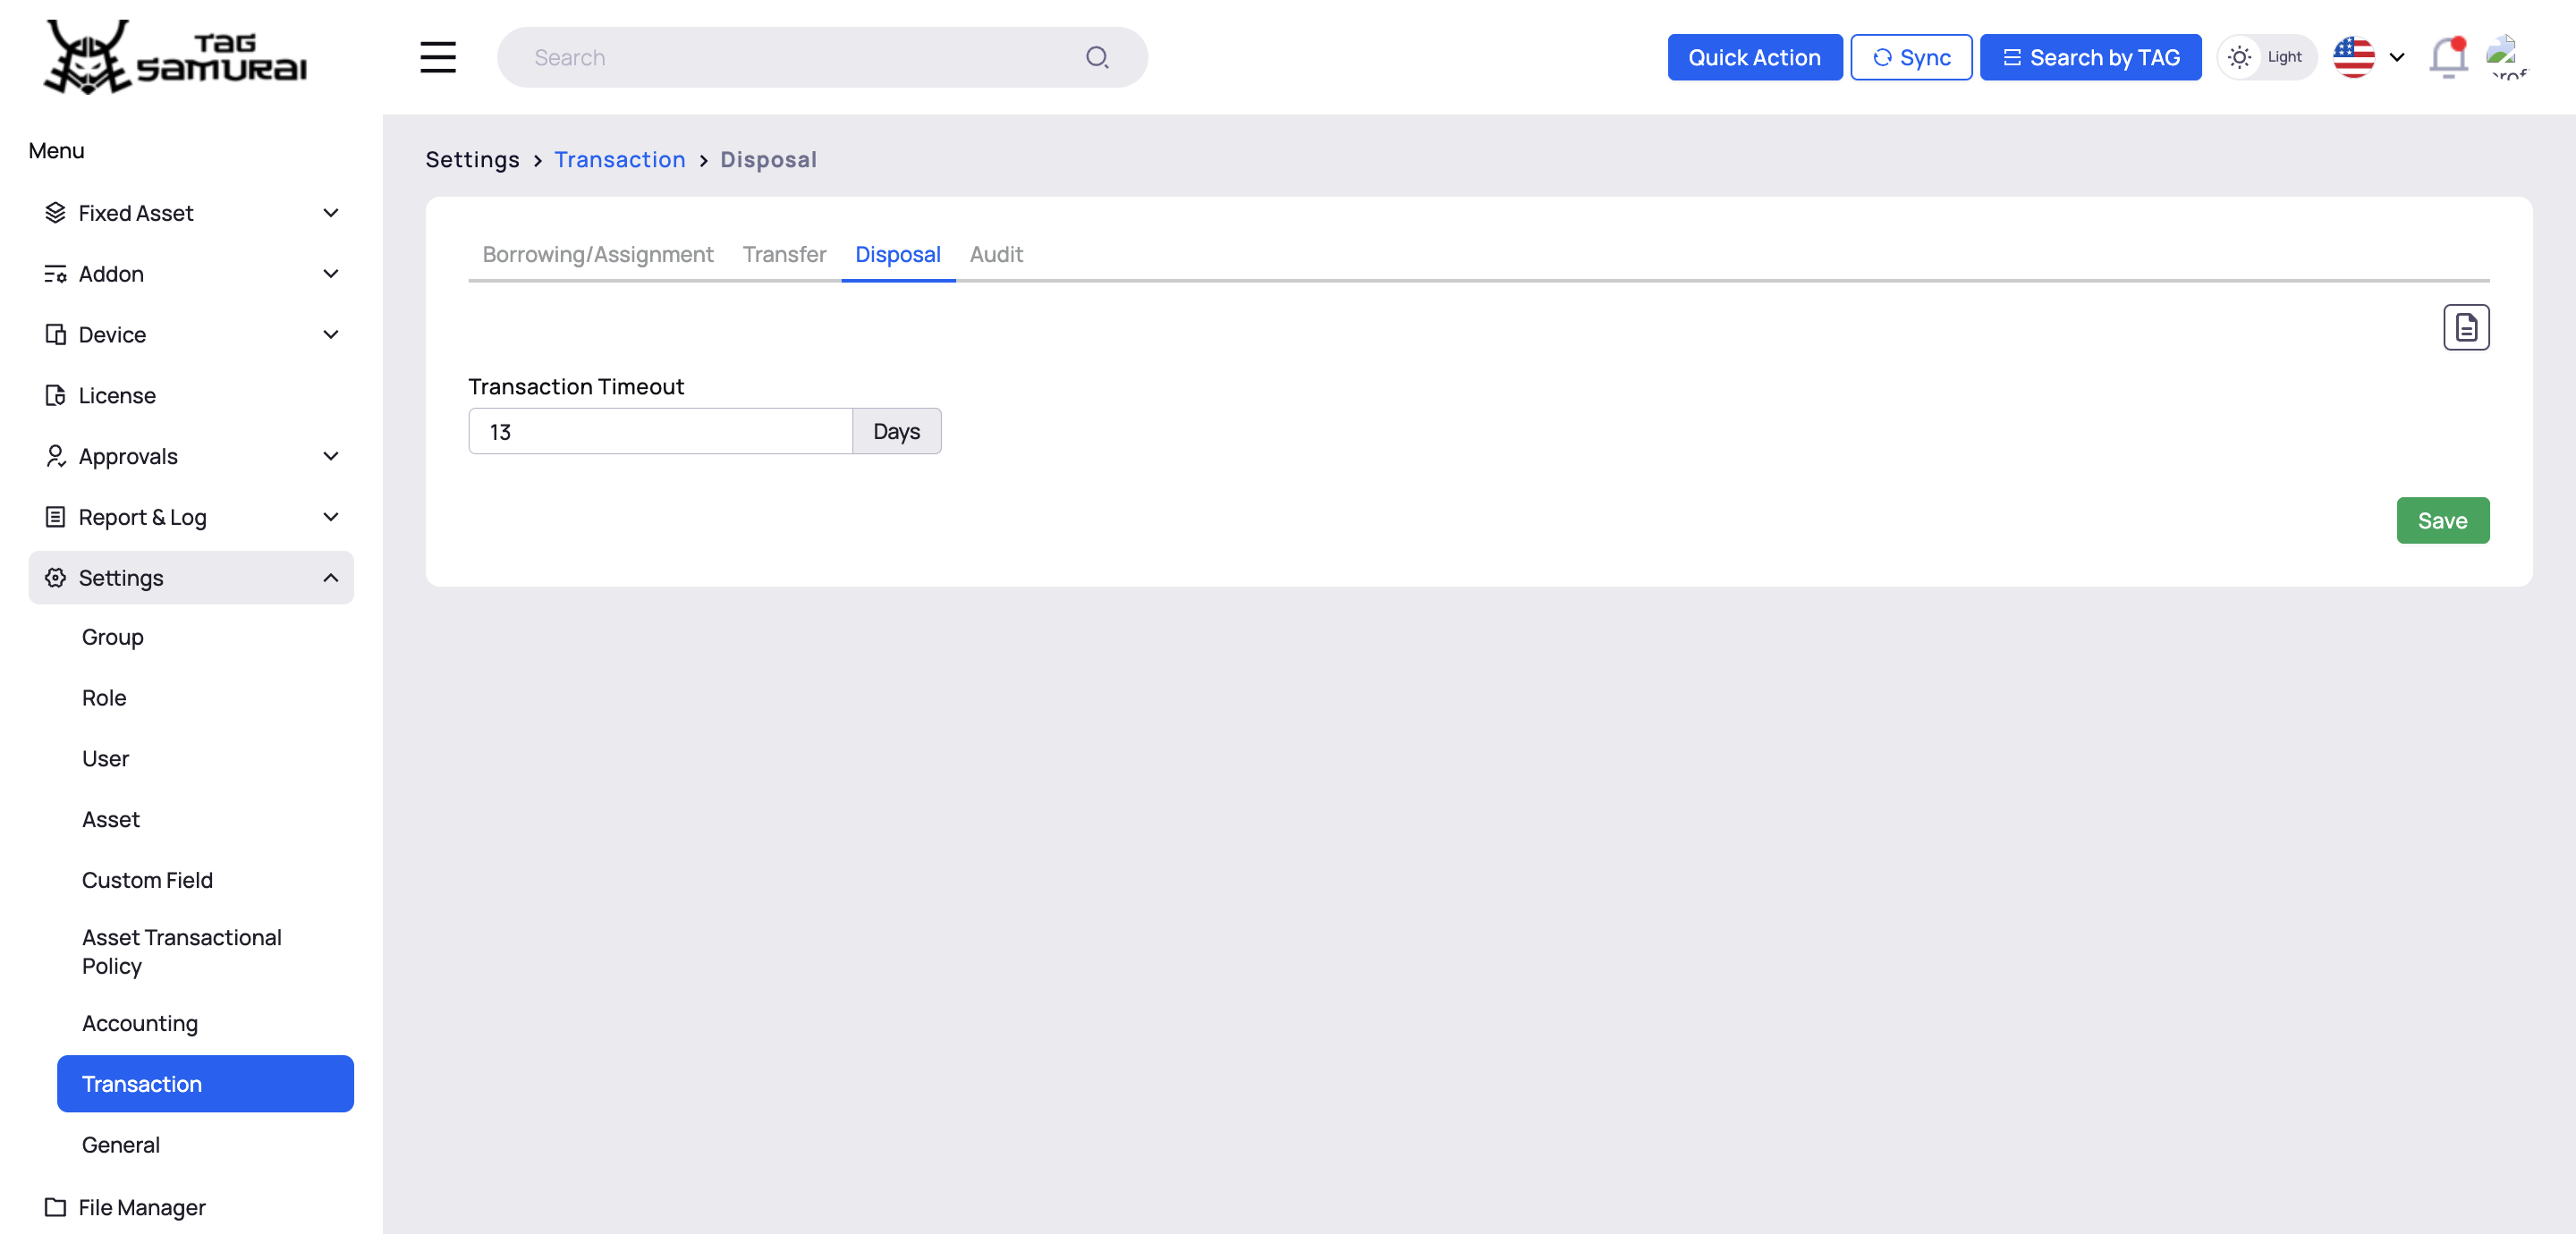 TAG
SAMURAI
Search
Quick Action
Sync
Search by TAG
Light
Menu
Fixed Asset
Addon
Device
License
Approvals
Report & Log
Settings
Group
Role
User
Asset
Custom Field
Asset Transactional
Policy
Accounting
Transaction
General
File Manager
Settings > Transaction > Disposal
Borrowing/Assignment Transfer Disposal Audit
Transaction Timeout
13 Days
Save